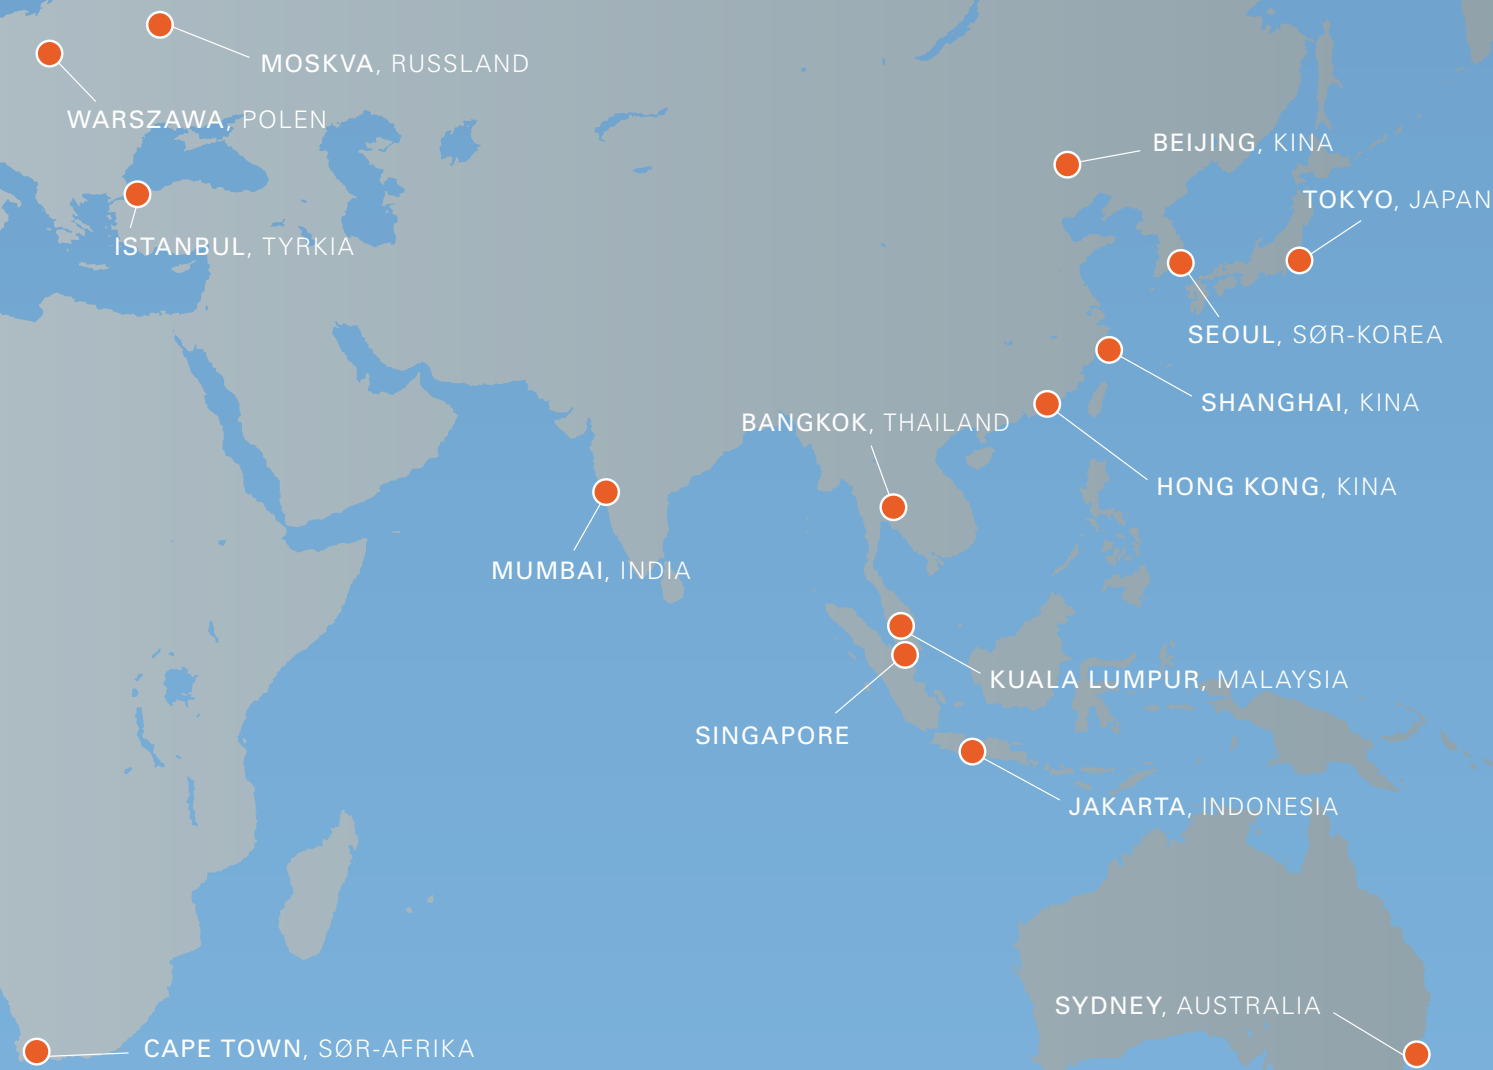 MOSKVA, RUSSLAND
WARSZAWA, POLEN
BEIJING, KINA
TOKYO, JAPAN
ISTANBUL, TYRKIA
SEOUL, SØR-KOREA
SHANGHAI, KINA
BANGKOK, THAILAND
HONG KONG, KINA
MUMBAI, INDIA
KUALA LUMPUR, MALAYSIA
SINGAPORE
JAKARTA, INDONESIA
SYDNEY, AUSTRALIA
CAPE TOWN, SØR-AFRIKA